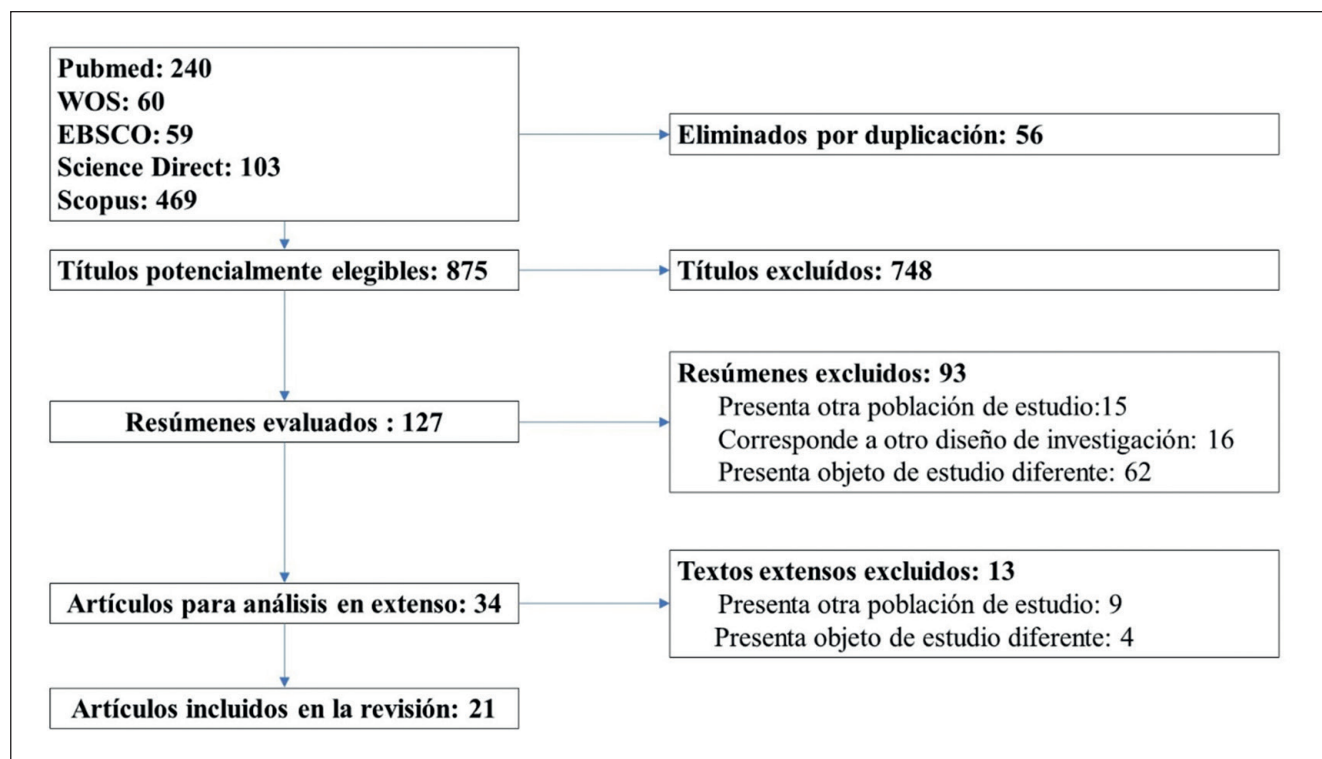 Pubmed: 240
WOS: 60
EBSCO: 59
Science Direct: 103
Scopus: 469
Eliminados por duplicación: 56
Títulos potencialmente elegibles: 875
Títulos excluídos: 748
Resúmenes evaluados : 127
Resúmenes excluidos: 93
Presenta otra población de estudio:15
Corresponde a otro diseño de investigación: 16
Presenta objeto de estudio diferente: 62
Artículos para análisis en extenso: 34
Textos extensos excluidos: 13
Presenta otra población de estudio: 9
Presenta objeto de estudio diferente: 4
Artículos incluidos en la revisión: 21